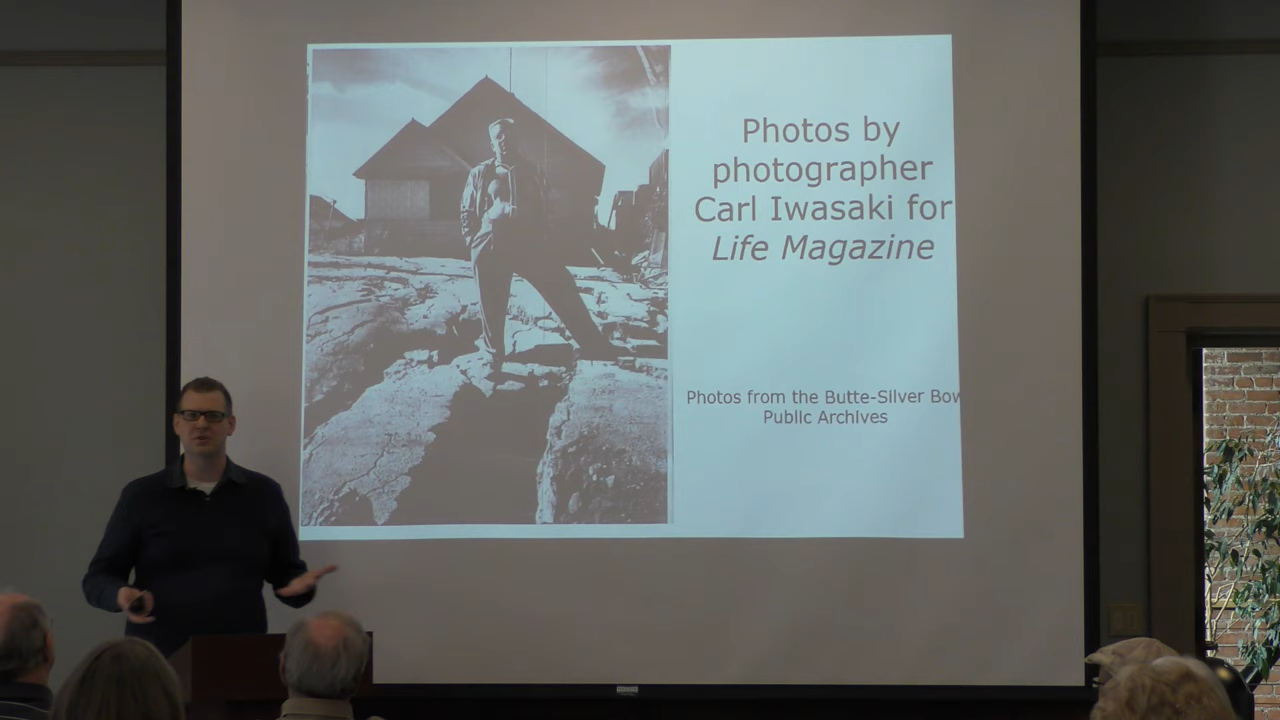 Photos by
photographer
Carl Iwasaki for
Life Magazine
Photos from the Butte-Silver Bow
Public Archives